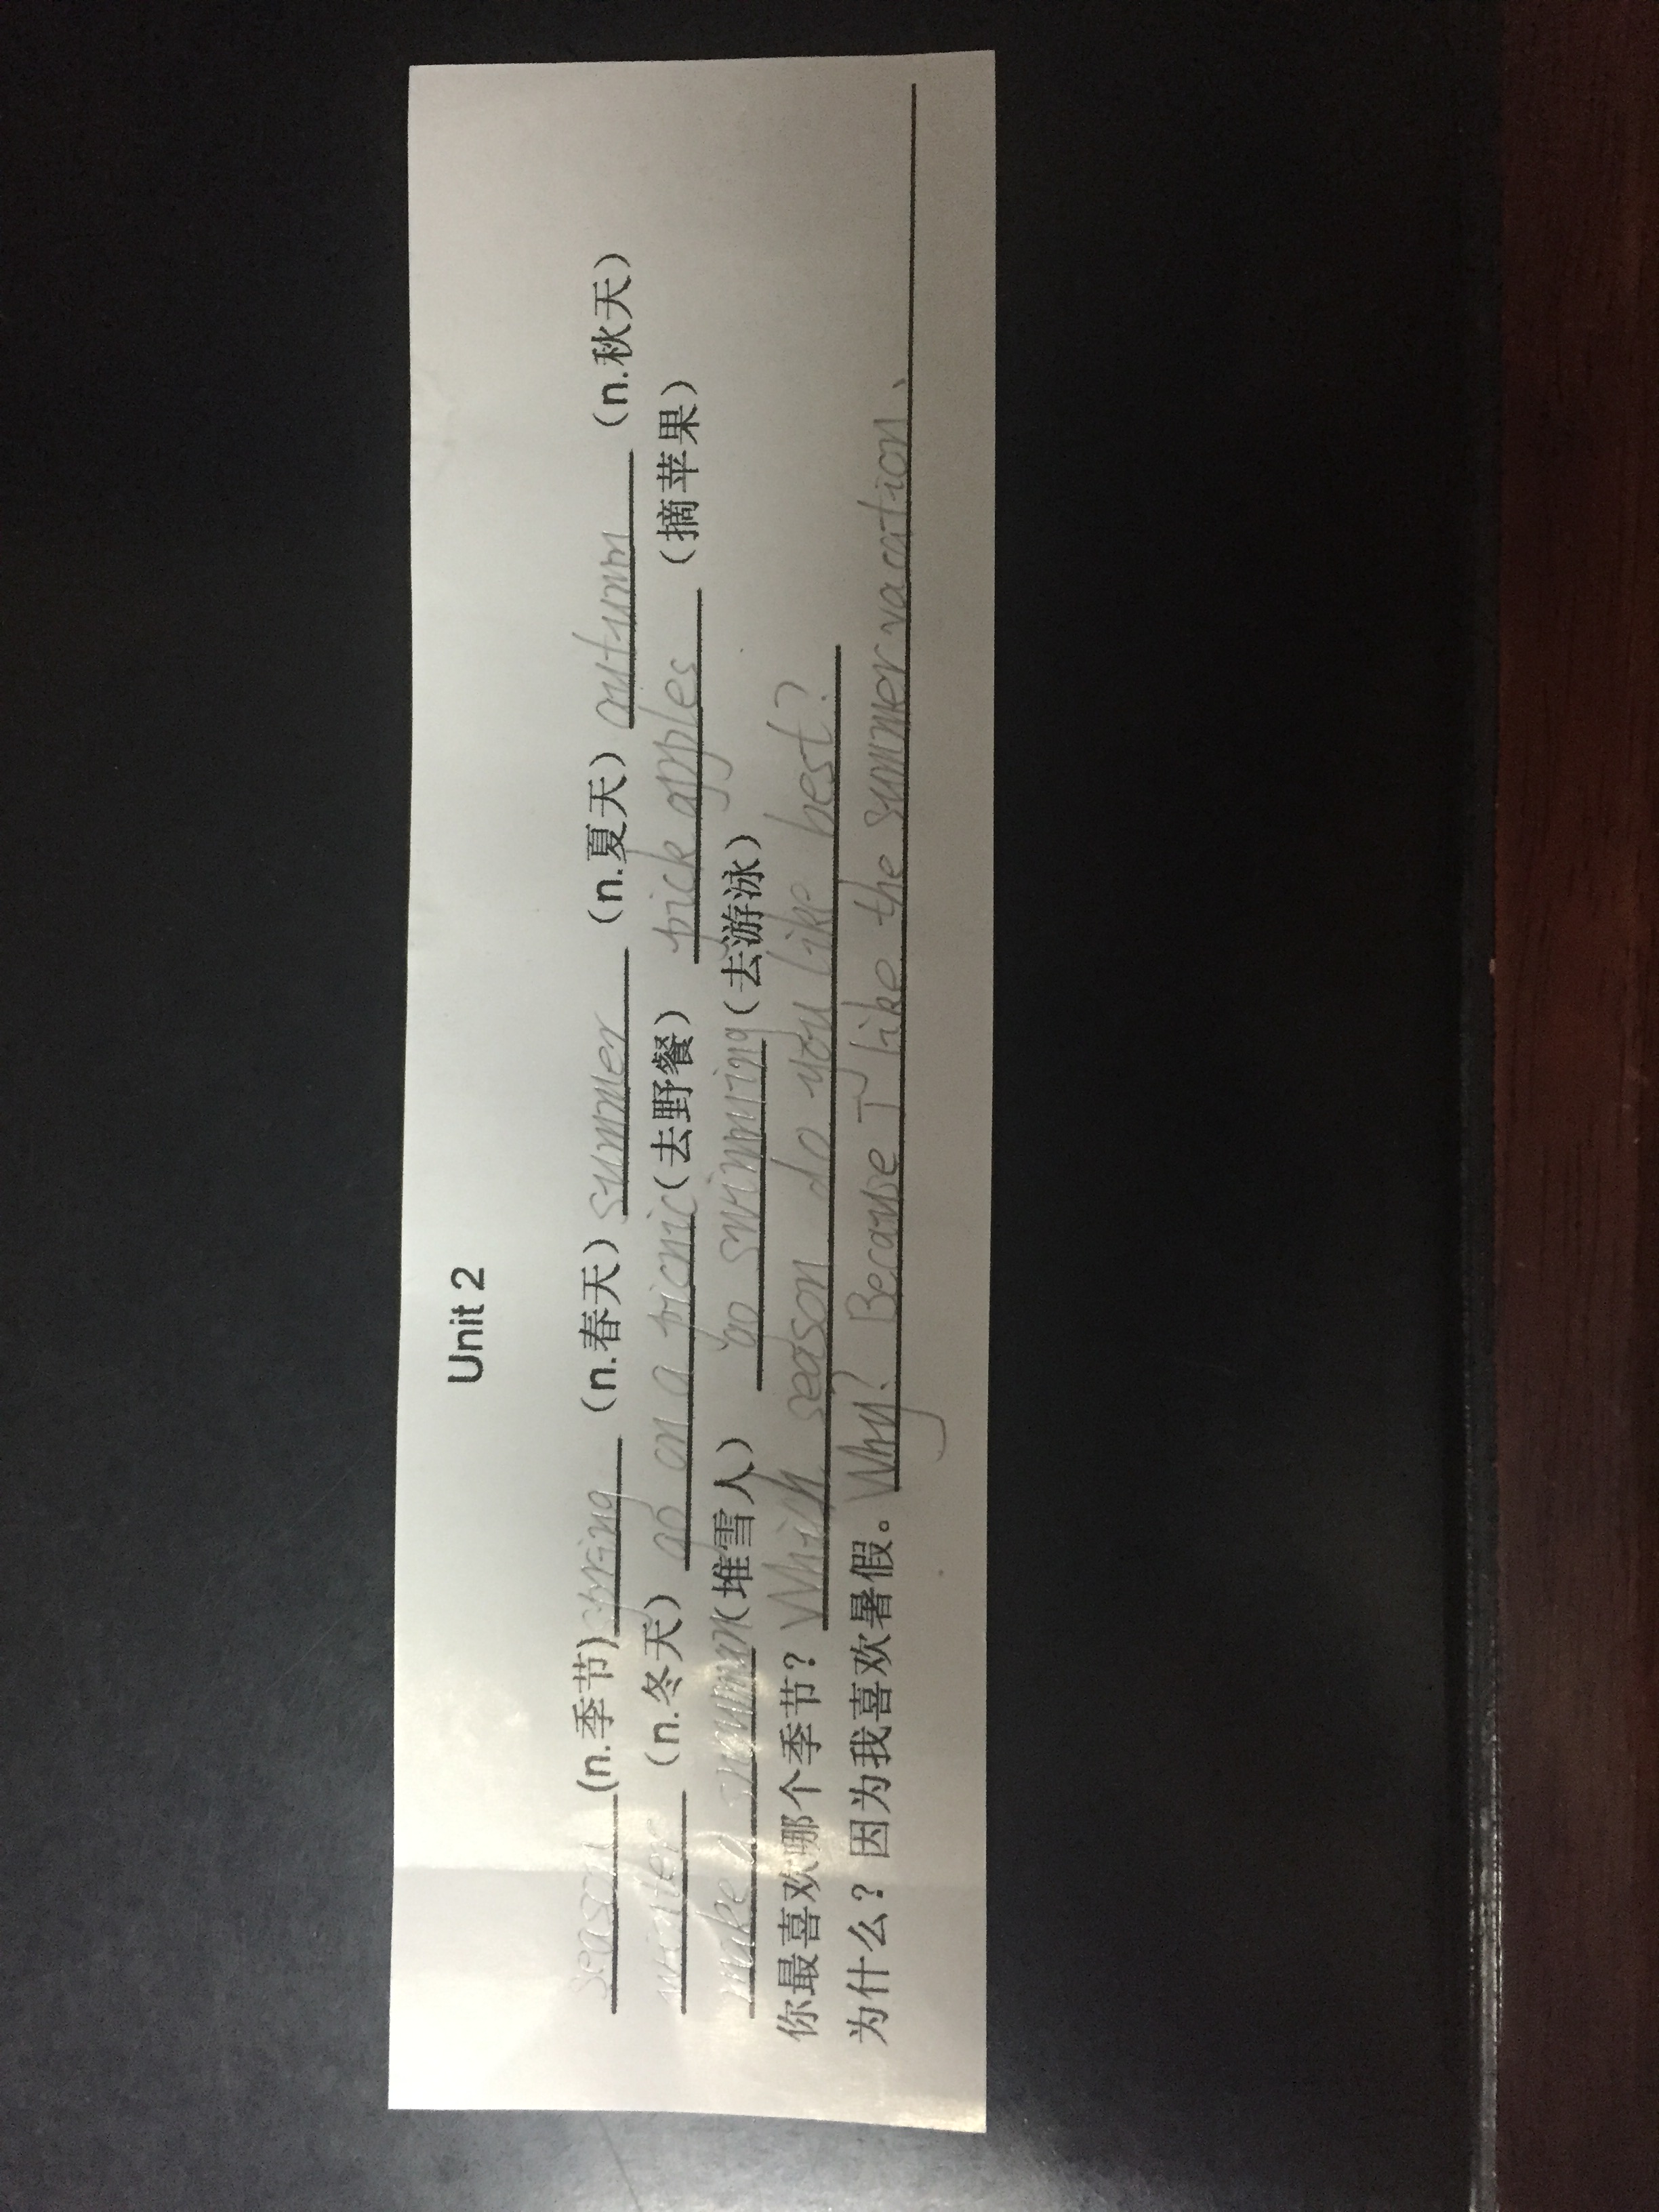 Unit 2
season (n.季节) spring (n.春天) summer (n.夏天) autumn (n.秋天)
winter (n.冬天) go on a picnic (去野餐) pick apples (摘苹果)
make a snowman (堆雪人) go swimming (去游泳)
你最喜欢哪个季节? Which season do you like best?
为什么? 因为我喜欢暑假。 Why? Because I like the summer vacation.